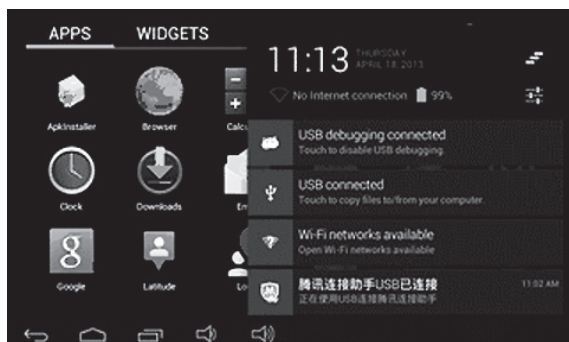 APPS WIDGETS
11:13 THURSDAY
APRIL 18, 2013
No Internet connection 99%
ApkInstaller Browser Calcu
USB debugging connected
Touch to disable USB debugging.
USB connected
Touch to copy files to/from your computer.
Clock Downloads Em
Wi-Fi networks available
Open Wi-Fi networks available
Google Latitude Lo
腾讯连接助手USB已连接 11:02 AM
正在使用USB连接腾讯连接助手